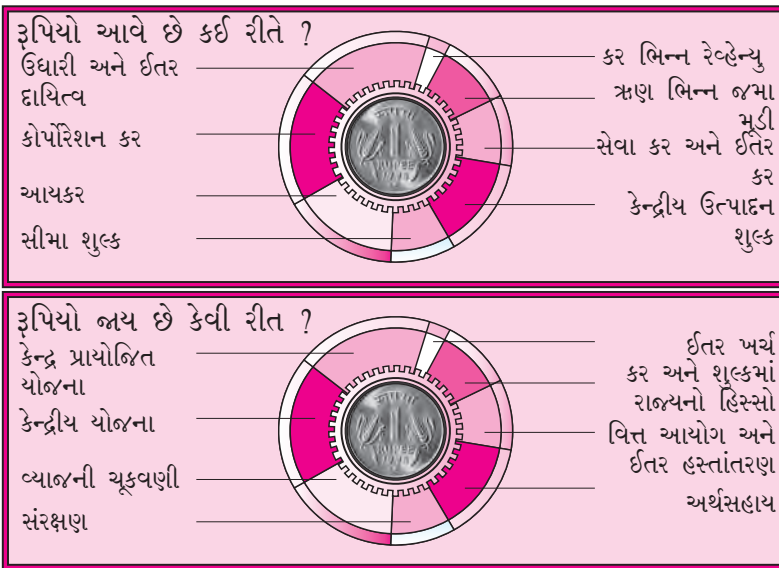 રૂપિયો આવે છે કઈ રીતે ?
ઉધારી અને ઈતર
દાયિત્વ
કોર્પોરેશન કર
આયકર
સીમા શુલ્ક
કર ભિન્ન રેવ્હેન્યુ
ઋણ ભિન્ન જમા
મૂડી
સેવા કર અને ઈતર
કર
કેન્દ્રીય ઉત્પાદન
શુલ્ક
રૂપિયો જાય છે કેવી રીત ?
કેન્દ્ર પ્રાયોજિત
યોજના
કેન્દ્રીય યોજના
વ્યાજની ચૂકવણી
સંરક્ષણ
ઈતર ખર્ચ
કર અને શુલ્કમાં
રાજ્યનો હિસ્સો
વિત્ત આયોગ અને
ઈતર હસ્તાંતરણ
અર્થસહાય